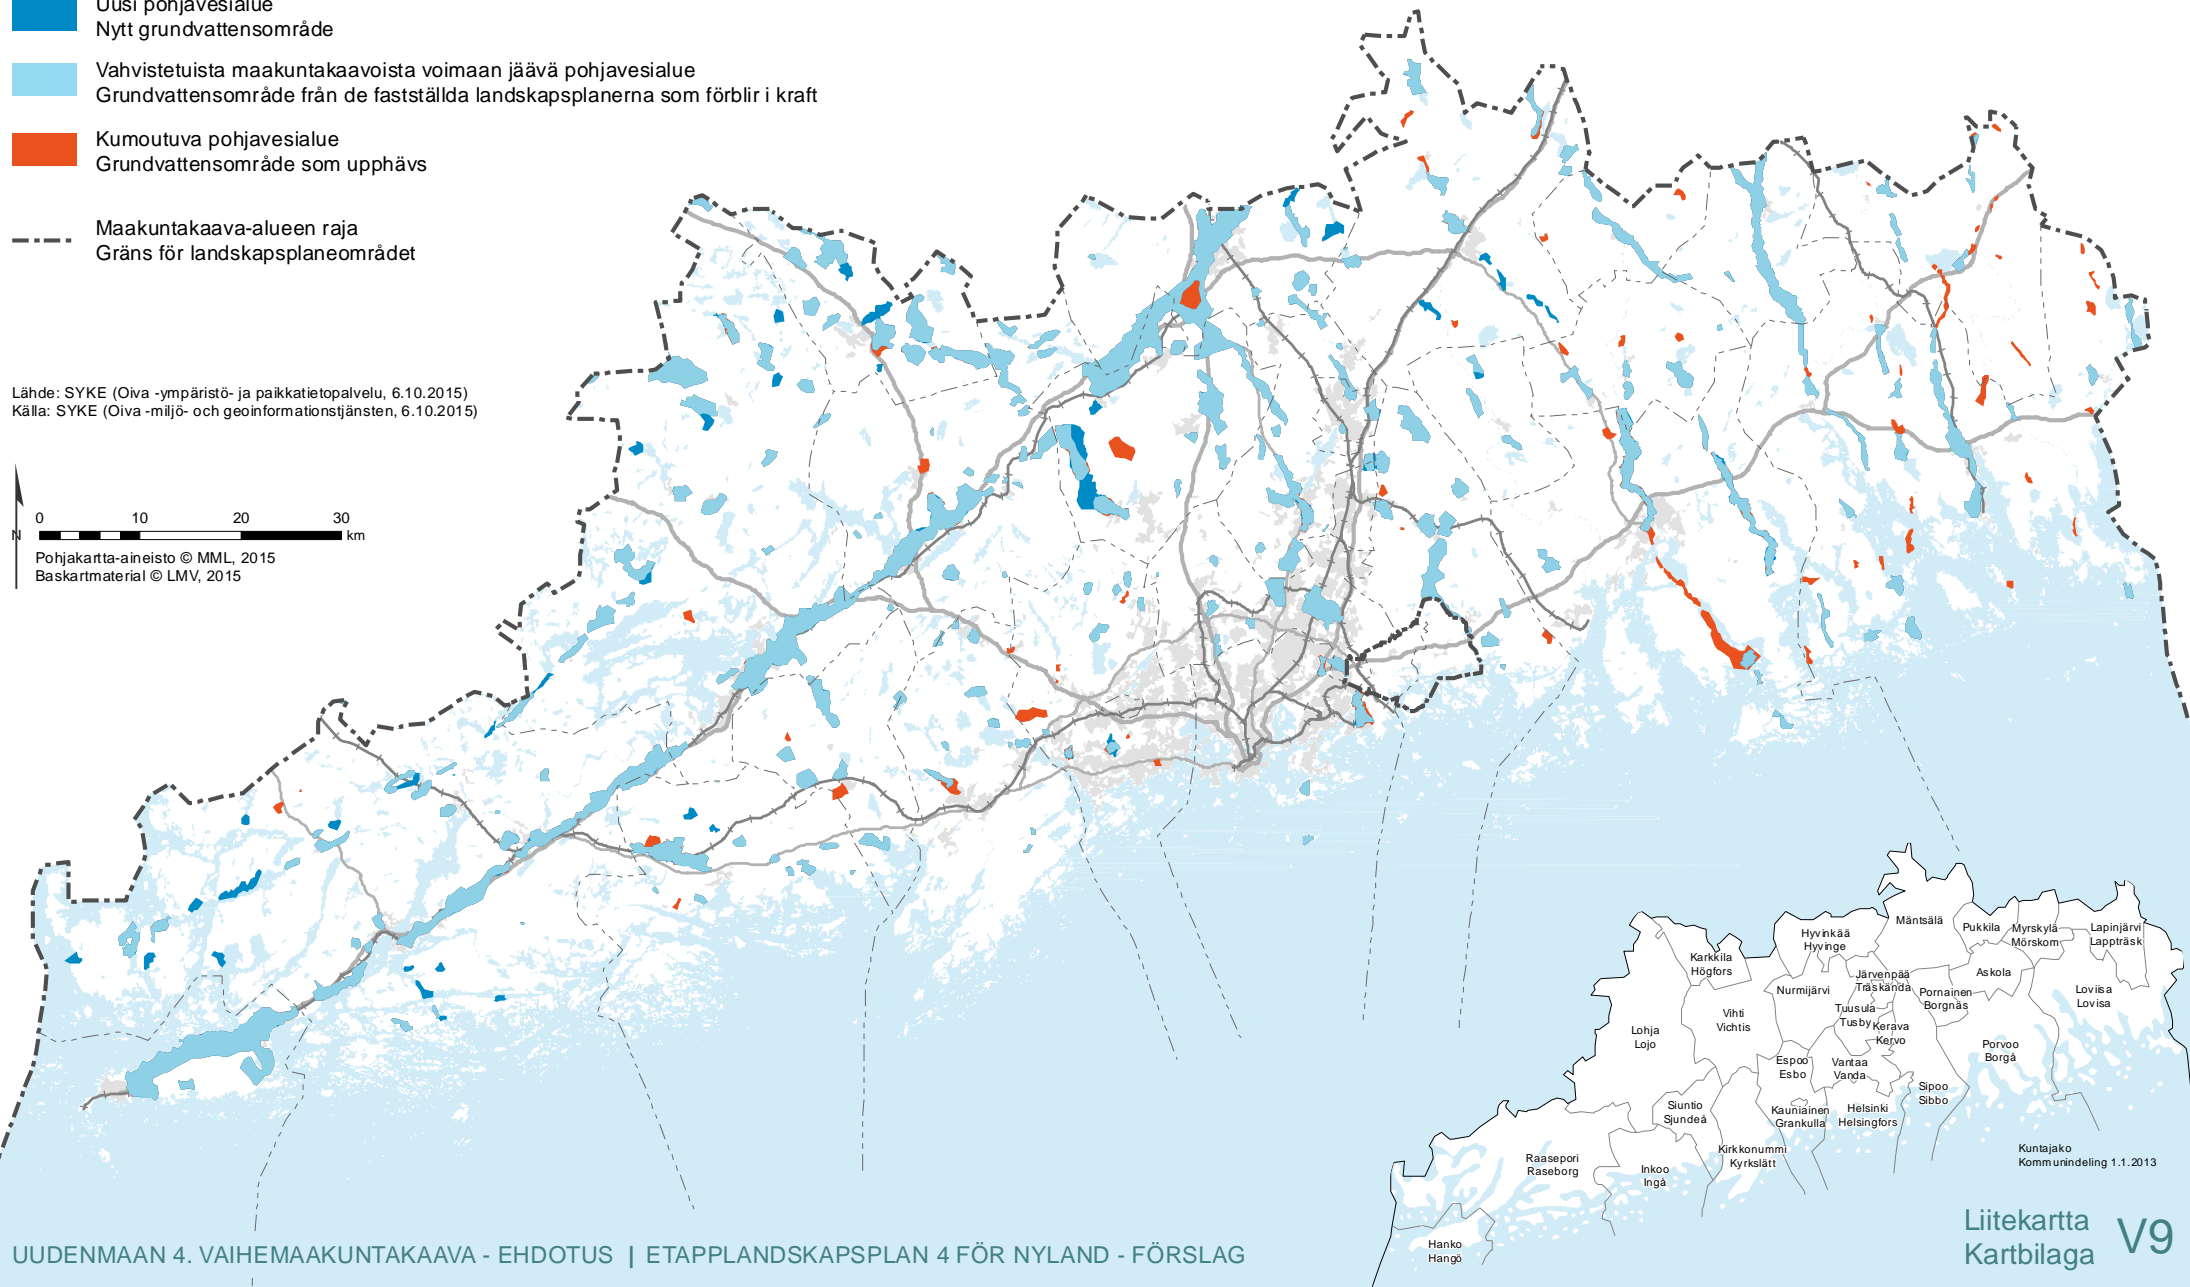 Uusi pohjavesialue
Nytt grundvattensområde
Vahvistetuista maakuntakaavoista voimaan jäävä pohjavesialue
Grundvattensområde från de fastställda landskapsplanerna som förblir i kraft
Kumoutuva pohjavesialue
Grundvattensområde som upphävs
Maakuntakaava-alueen raja
Gräns för landskapsplaneområdet
Lähde: SYKE (Oiva -ympäristö- ja paikkatietopalvelu, 6.10.2015)
Källa: SYKE (Oiva -miljö- och geoinformationstjänsten, 6.10.2015)
0 10 20 30
N km
Pohjakartta-aineisto © MML, 2015
Baskartmaterial © LMV, 2015
Mäntsälä
Pukkila
Myrskylä
Mörskom
Lapinjärvi
Lappträsk
Hyvinkää
Hyvinge
Karkkila
Högfors
Askola
Järvenpää
Träskända
Nurmijärvi
Pornainen
Borgnäs
Loviisa
Lovisa
Vihti
Vichtis
Tuusula
Tusby
Kerava
Kervo
Lohja
Lojo
Porvoo
Borgå
Espoo
Esbo
Vantaa
Vanda
Sipoo
Sibbo
Siuntio
Sjundeå
Kauniainen
Grankulla
Helsinki
Helsingfors
Kirkkonummi
Kyrkslätt
Raasepori
Raseborg
Inkoo
Ingå
Hanko
Hangö
Kuntajako
Kommunindeling 1.1.2013
Liitekartta
Kartbilaga
V9
UUDENMAAN 4. VAIHEMAAKUNTAKAAVA - EHDOTUS | ETAPPLANDSKAPSPLAN 4 FÖR NYLAND - FÖRSLAG